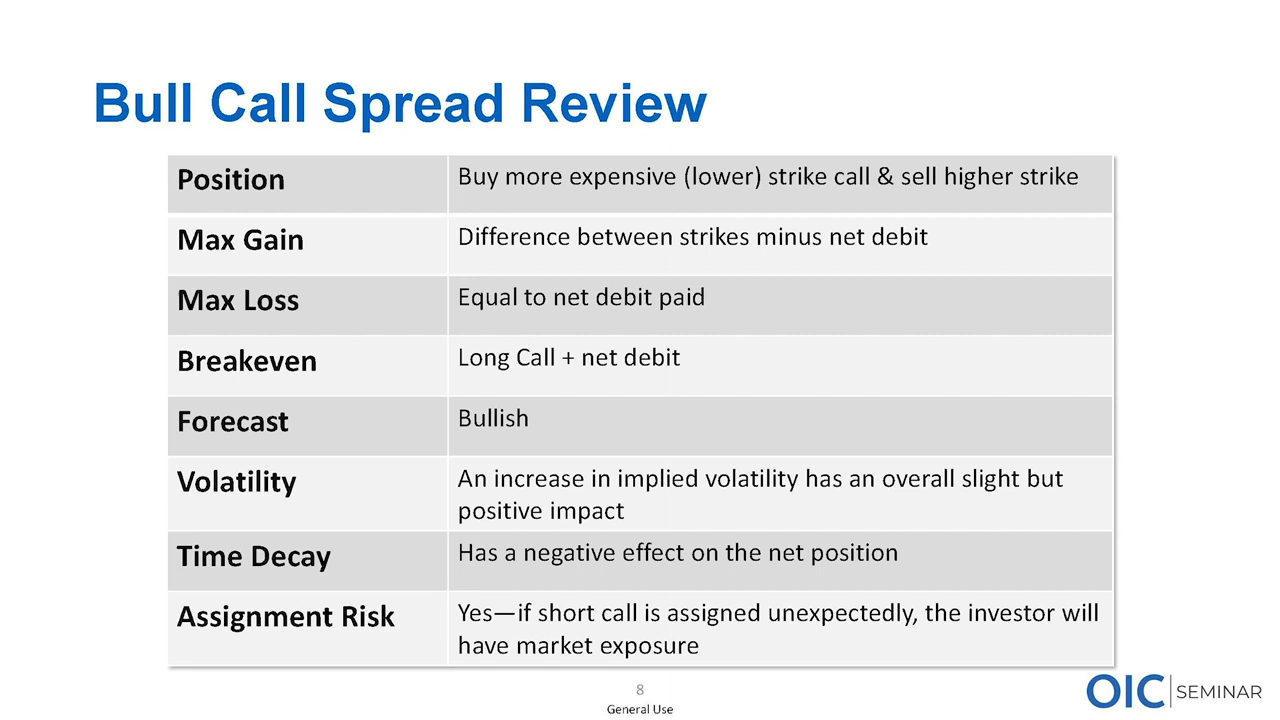 Bull Call Spread Review
Position
Buy more expensive (lower) strike call & sell higher strike
Max Gain
Difference between strikes minus net debit
Max Loss
Equal to net debit paid
Breakeven
Long Call + net debit
Forecast
Bullish
Volatility
An increase in implied volatility has an overall slight but
positive impact
Time Decay
Has a negative effect on the net position
Assignment Risk
Yes—if short call is assigned unexpectedly, the investor will
have market exposure
8
General Use
OIC SEMINAR